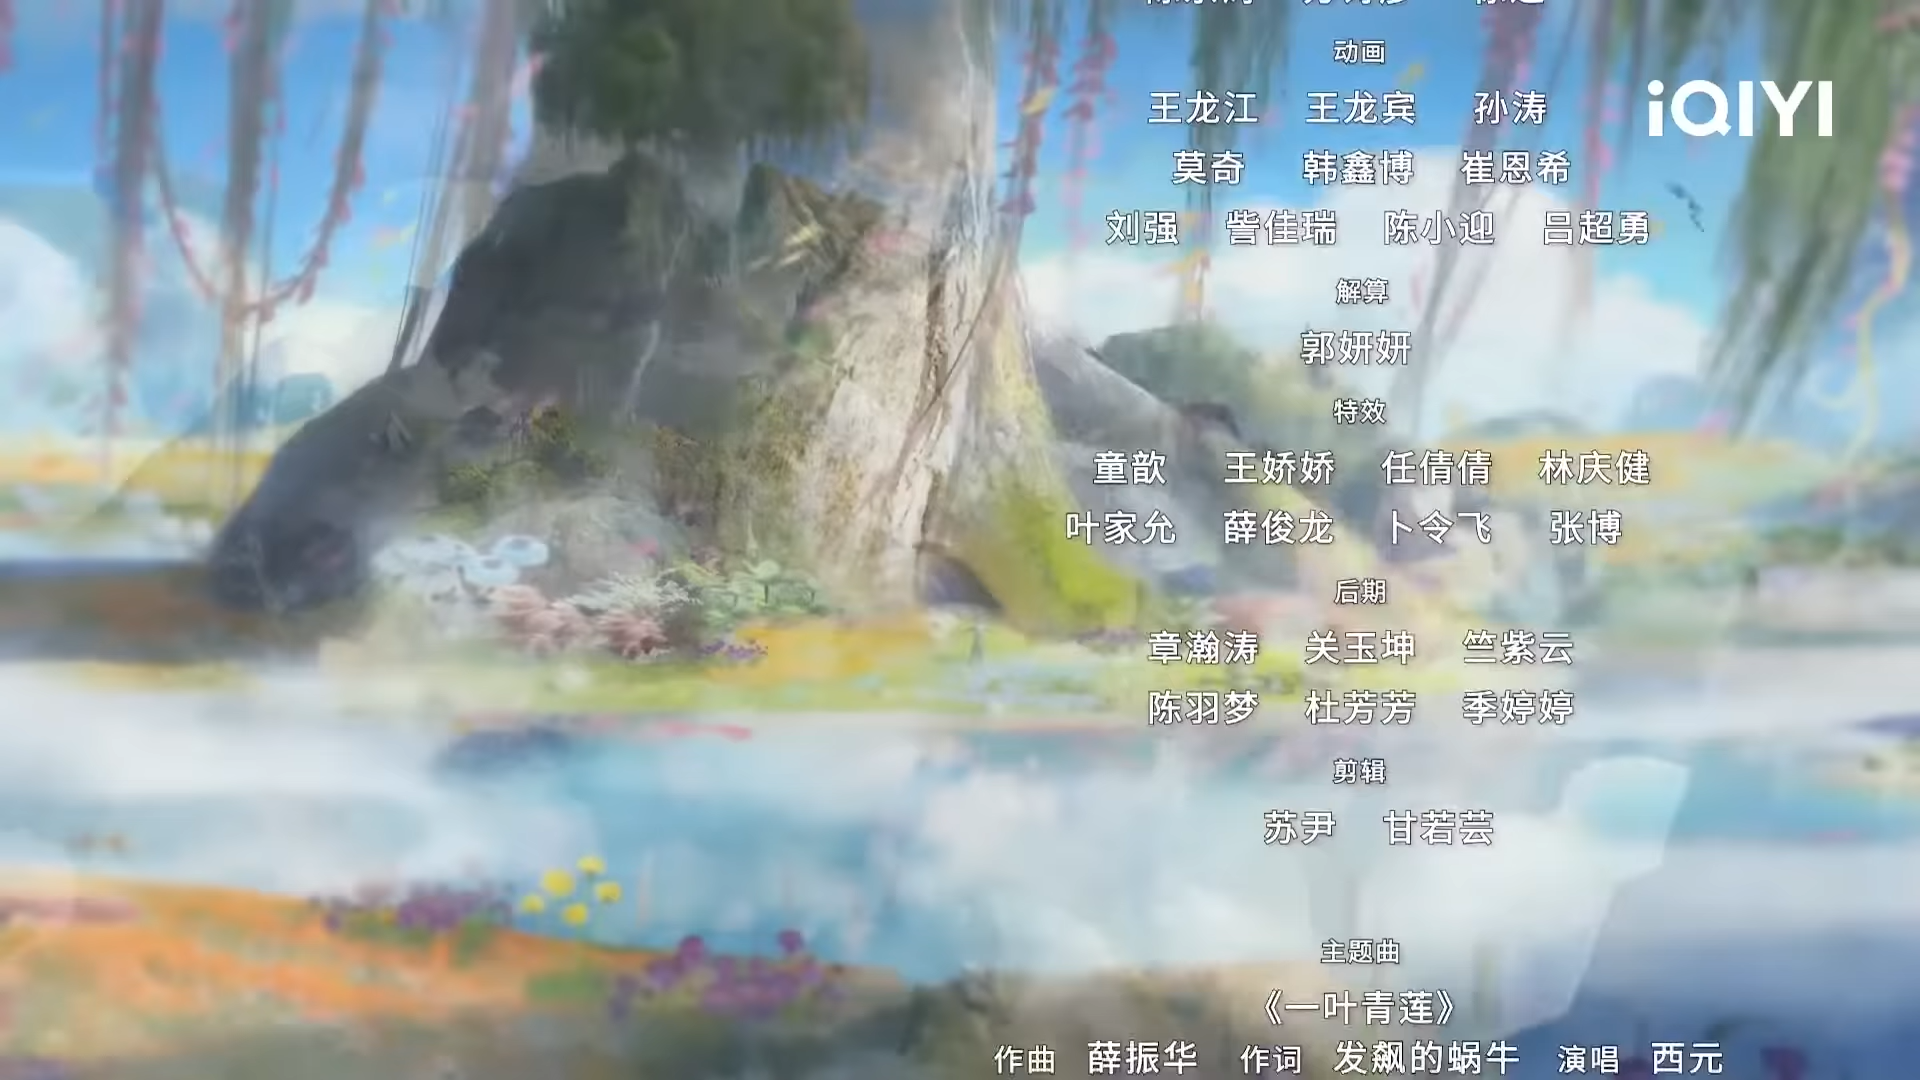 动画
iQIYI
王龙江 王龙宾 孙涛
莫奇 韩鑫博 崔恩希
刘强 訾佳瑞 陈小迎 吕超勇
解算
郭妍妍
特效
童歆 王娇娇 任倩倩 林庆健
叶家允 薛俊龙 卜令飞 张博
后期
章瀚涛 关玉坤 竺紫云
陈羽梦 杜芳芳 季婷婷
剪辑
苏尹 甘若芸
主题曲
《一叶青莲》
作曲 薛振华 作词 发飙的蜗牛 演唱 西元